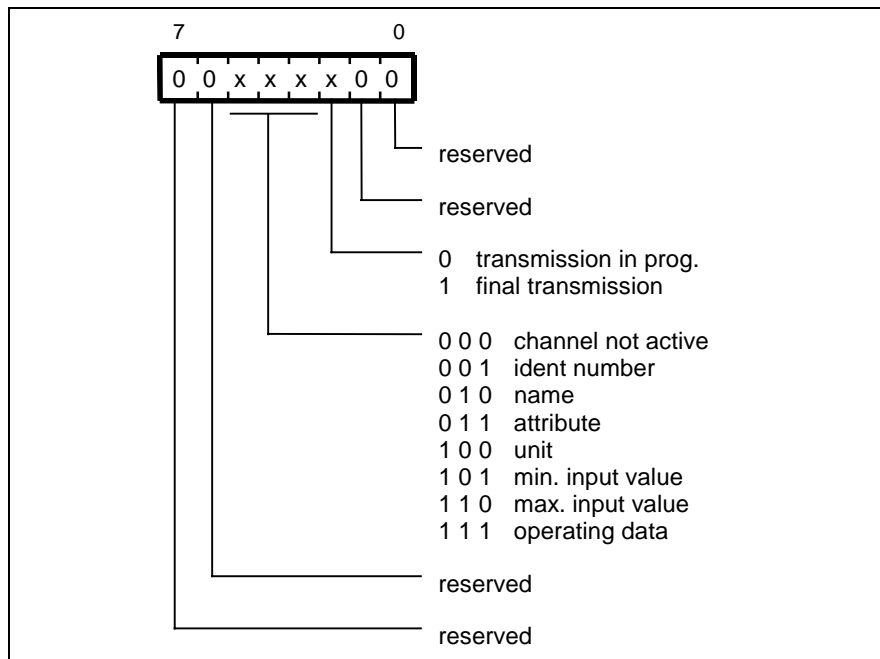 7 0
0 0 x x x x 0 0
reserved
reserved
0 transmission in prog.
1 final transmission
0 0 0 channel not active
0 0 1 ident number
0 1 0 name
0 1 1 attribute
1 0 0 unit
1 0 1 min. input value
1 1 0 max. input value
1 1 1 operating data
reserved
reserved